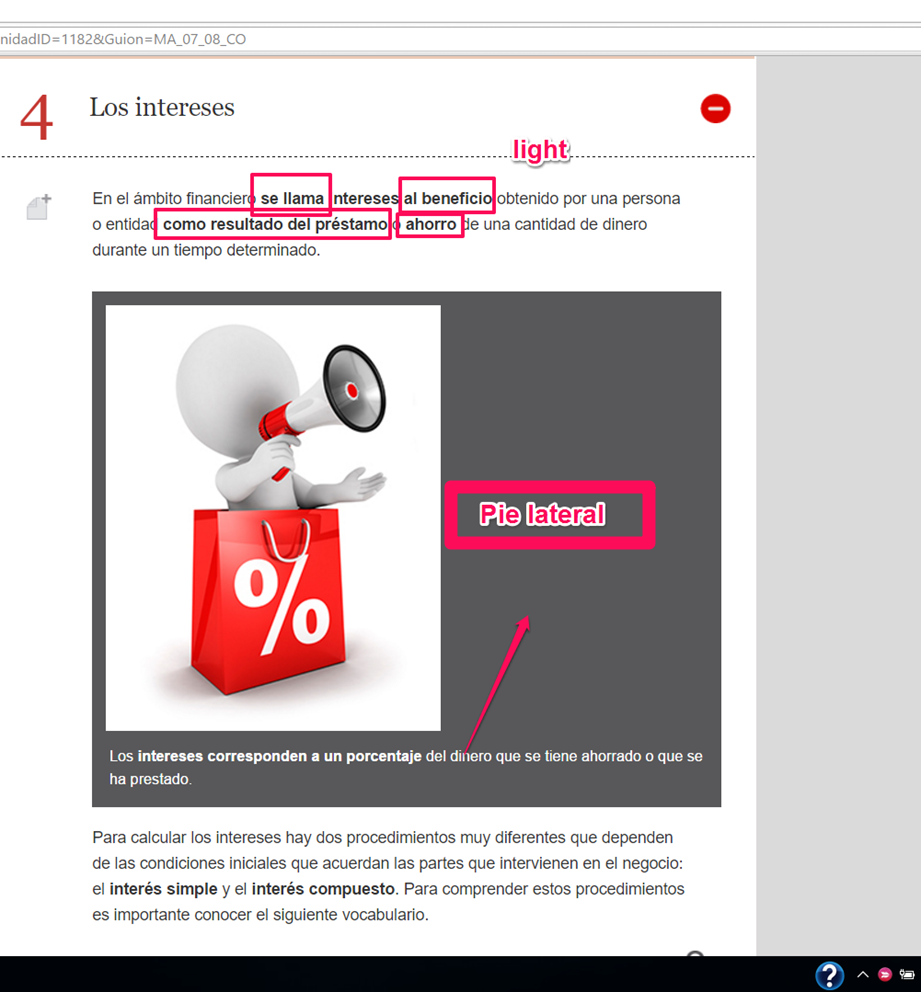 nidadID=1182&Guion=MA_07_08_CO
4 Los intereses
light
En el ámbito financiero se llama intereses al beneficio obtenido por una persona
o entidad como resultado del préstamo o ahorro de una cantidad de dinero
durante un tiempo determinado.
%
Pie lateral
Los intereses corresponden a un porcentaje del dinero que se tiene ahorrado o que se
ha prestado.
Para calcular los intereses hay dos procedimientos muy diferentes que dependen
de las condiciones iniciales que acuerdan las partes que intervienen en el negocio:
el interés simple y el interés compuesto. Para comprender estos procedimientos
es importante conocer el siguiente vocabulario.
?